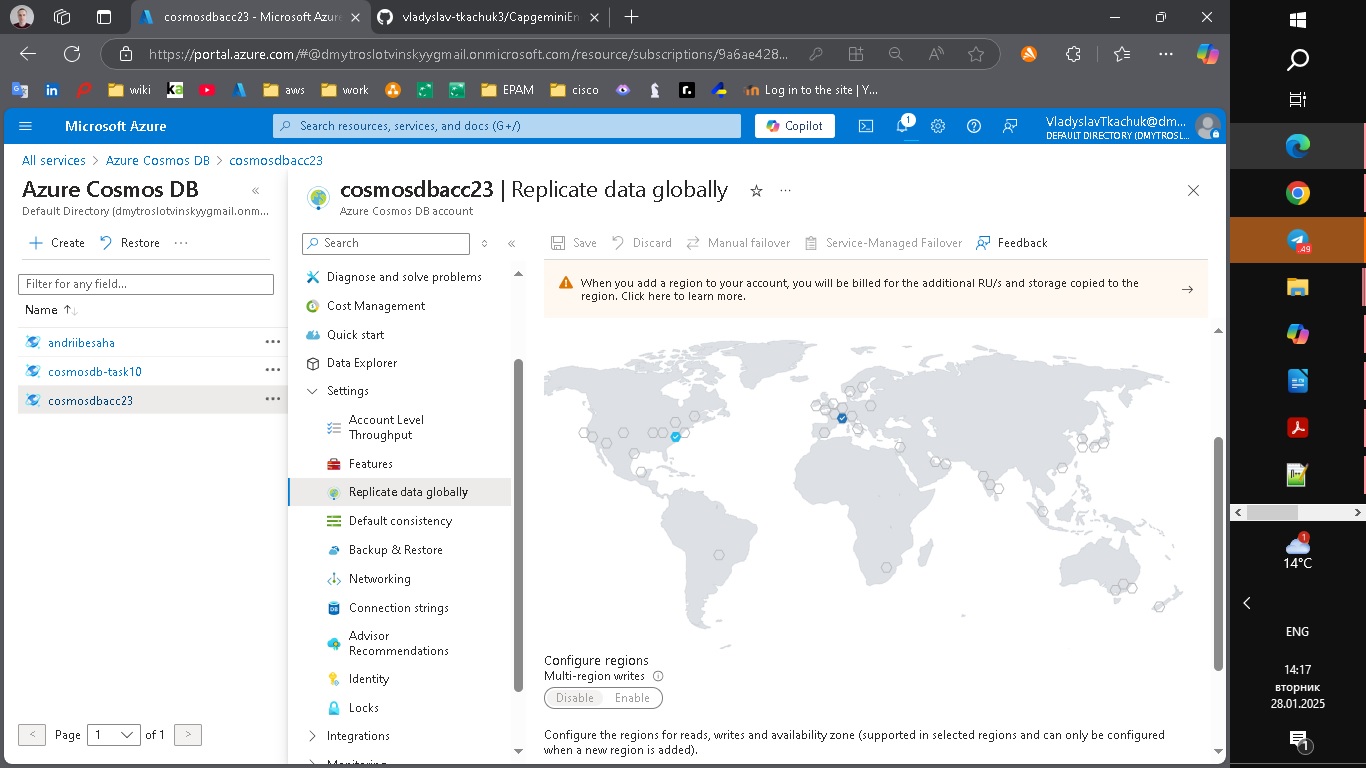 cosmosdbacc23 - Microsoft Azu
vladyslav-tkachuk3/CapgeminiEn
https://portal.azure.com/#@dmytroslotvinskyygmail.onmicrosoft.com/resource/subscriptions/9a6ae428...
wiki
aws
work
EPAM
cisco
Log in to the site | Y...
Microsoft Azure
Search resources, services, and docs (G+/)
Copilot
1
VladyslavTkachuk@dm...
DEFAULT DIRECTORY (DMYTROSL...
All services > Azure Cosmos DB > cosmosdbacc23
Azure Cosmos DB
Default Directory (dmytroslotvinskyygmail.onm...
Create
Restore
Filter for any field...
Name
andriibesaha
cosmosdb-task10
cosmosdbacc23
Page 1 of 1
cosmosdbacc23 | Replicate data globally
Azure Cosmos DB account
Search
Diagnose and solve problems
Cost Management
Quick start
Data Explorer
Settings
Account Level
Throughput
Features
Replicate data globally
Default consistency
Backup & Restore
Networking
Connection strings
Advisor
Recommendations
Identity
Locks
Integrations
Monitoring
Save
Discard
Manual failover
Service-Managed Failover
Feedback
When you add a region to your account, you will be billed for the additional RU/s and storage copied to the
region. Click here to learn more.
Configure regions
Multi-region writes
Disable
Enable
Configure the regions for reads, writes and availability zone (supported in selected regions and can only be configured
when a new region is added).
.49
1
14°C
ENG
14:17
вторник
28.01.2025
1